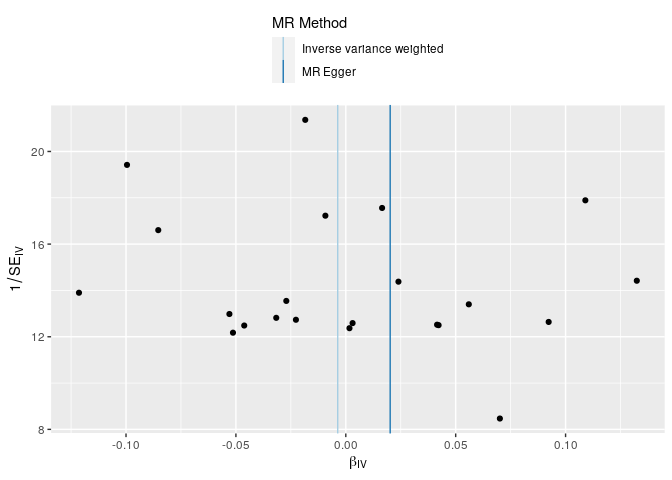 MR Method
Inverse variance weighted
MR Egger
20
16
12
8
1/SE_IV
-0.10
-0.05
0.00
0.05
0.10
β_IV